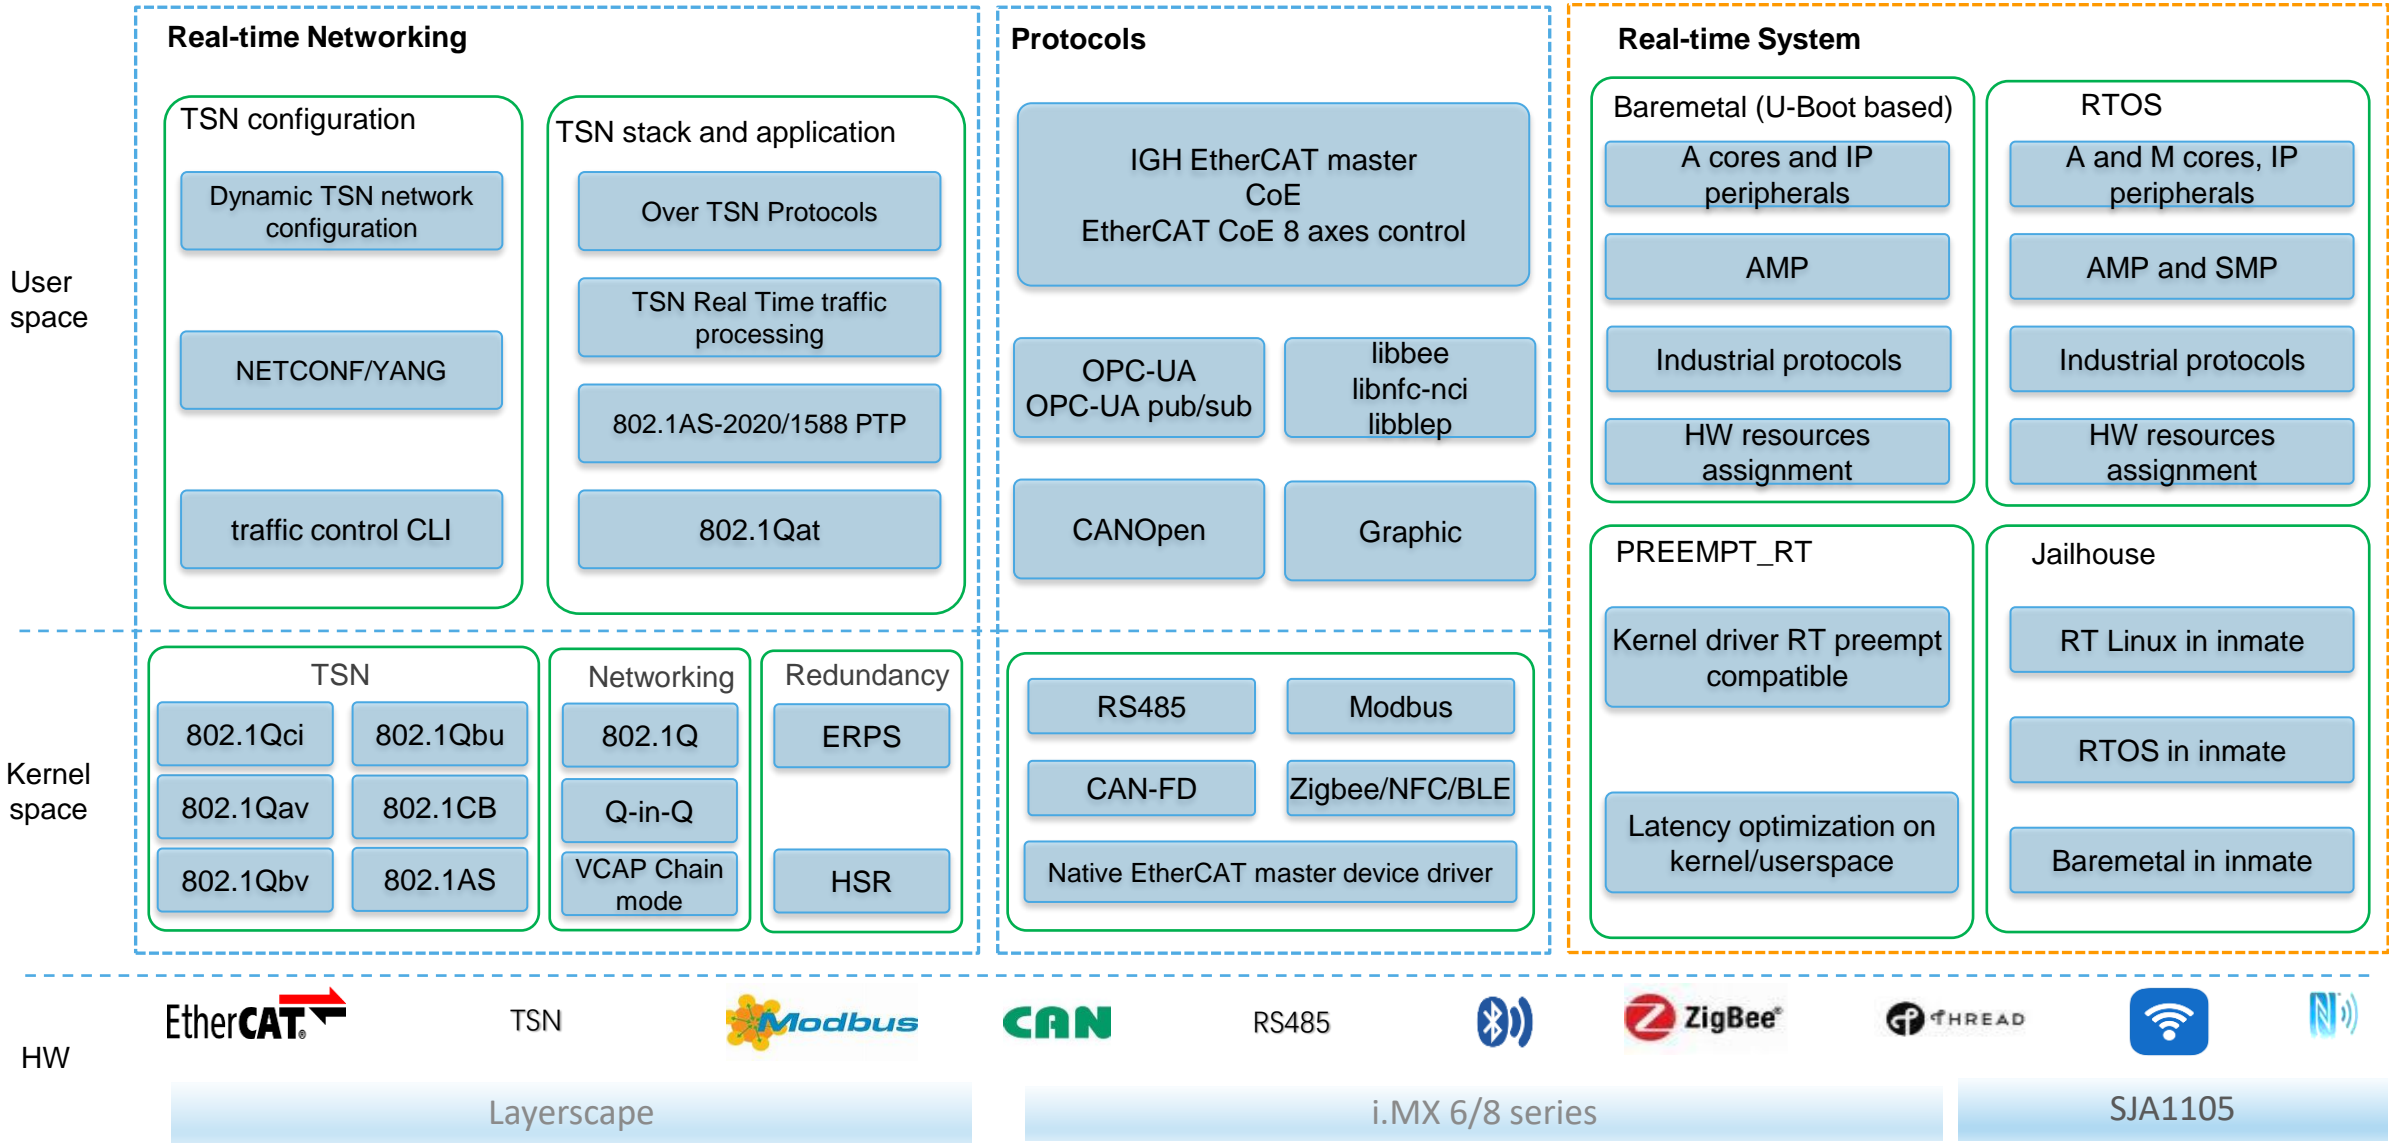 Real-time Networking
Protocols
Real-time System
User
space
TSN configuration
Dynamic TSN network
configuration
NETCONF/YANG
traffic control CLI
TSN stack and application
Over TSN Protocols
TSN Real Time traffic
processing
802.1AS-2020/1588 PTP
802.1Qat
IGH EtherCAT master
CoE
EtherCAT CoE 8 axes control
OPC-UA
OPC-UA pub/sub
libbee
libnfc-nci
libblep
CANOpen
Graphic
Baremetal (U-Boot based)
A cores and IP
peripherals
AMP
Industrial protocols
HW resources
assignment
RTOS
A and M cores, IP
peripherals
AMP and SMP
Industrial protocols
HW resources
assignment
PREEMPT_RT
Kernel driver RT preempt
compatible
Latency optimization on
kernel/userspace
Jailhouse
RT Linux in inmate
RTOS in inmate
Baremetal in inmate
Kernel
space
TSN
802.1Qci
802.1Qbu
802.1Qav
802.1CB
802.1Qbv
802.1AS
Networking
802.1Q
Q-in-Q
VCAP Chain
mode
Redundancy
ERPS
HSR
RS485
Modbus
CAN-FD
Zigbee/NFC/BLE
Native EtherCAT master device driver
HW
EtherCAT®
TSN
Modbus
CAN
RS485
ZigBee®
THREAD
Layerscape
i.MX 6/8 series
SJA1105